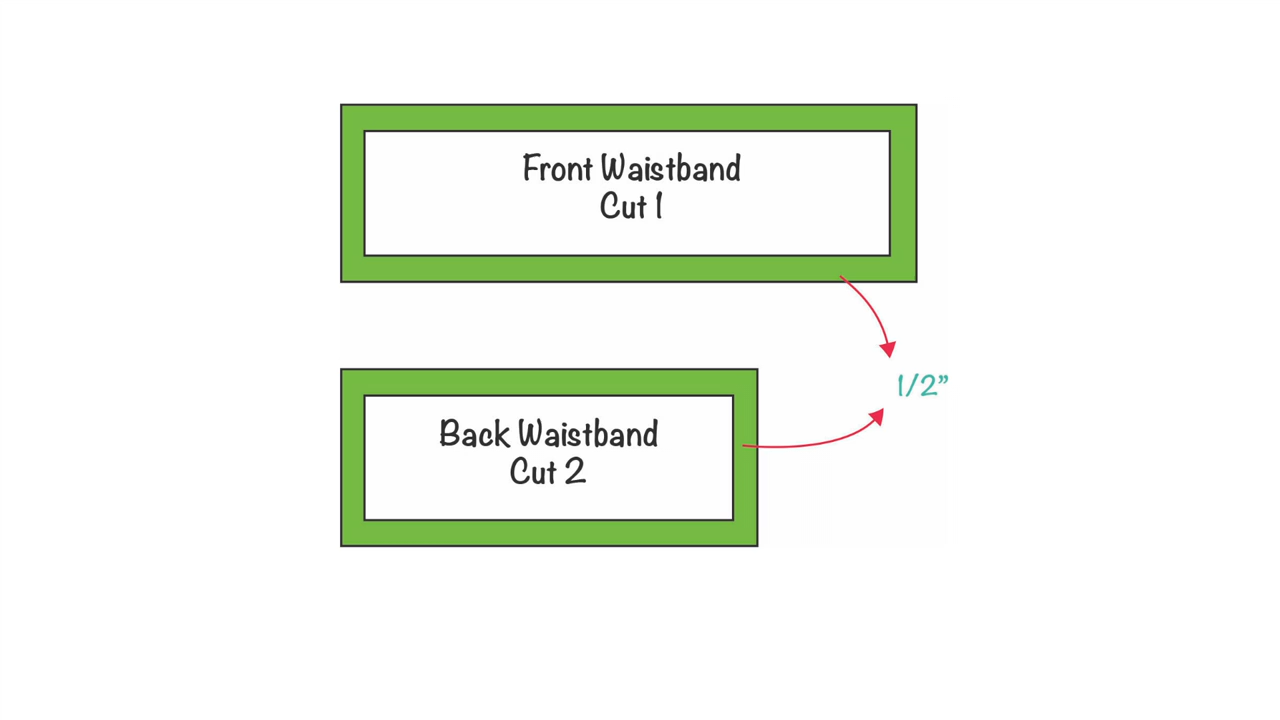 Front Waistband
Cut 1
1/2”
Back Waistband
Cut 2